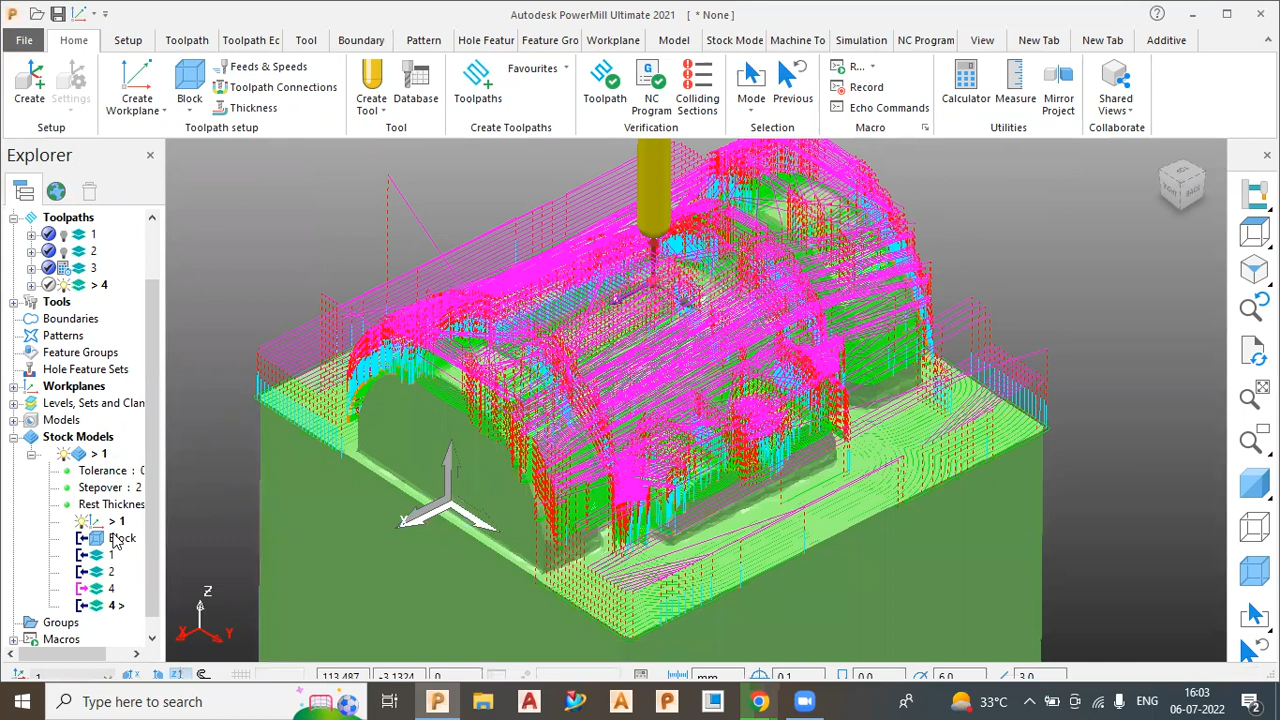 Autodesk PowerMill Ultimate 2021 [ * None ]
File Home Setup Toolpath Toolpath Ec Tool Boundary Pattern Hole Featur Feature Gro Workplane Model Stock Mode Machine To Simulation NC Program View New Tab New Tab Additive
Create
Settings
Setup
Create
Workplane
Block
Feeds & Speeds
Toolpath Connections
Thickness
Toolpath setup
Create
Tool
Database
Tool
Toolpaths
Favourites
Create Toolpaths
Toolpath
NC
Program
Colliding
Sections
Verification
Mode
Previous
Selection
R...
Record
Echo Commands
Macro
Calculator
Measure
Mirror
Project
Utilities
Shared
Views
Collaborate
Explorer
Toolpaths
1
2
3
> 4
Tools
Boundaries
Patterns
Feature Groups
Hole Feature Sets
Workplanes
Levels, Sets and Clan
Models
Stock Models
> 1
Tolerance : 0
Stepover : 2
Rest Thicknes
> 1
Block
1
2
4
4 >
Groups
Macros
RIGHT
BACK
X
Z
X
Y
1
113.487
-3.1324
0
mm
0.1
0.0
6.0
3.0
Type here to search
33°C
ENG
16:03
06-07-2022
2